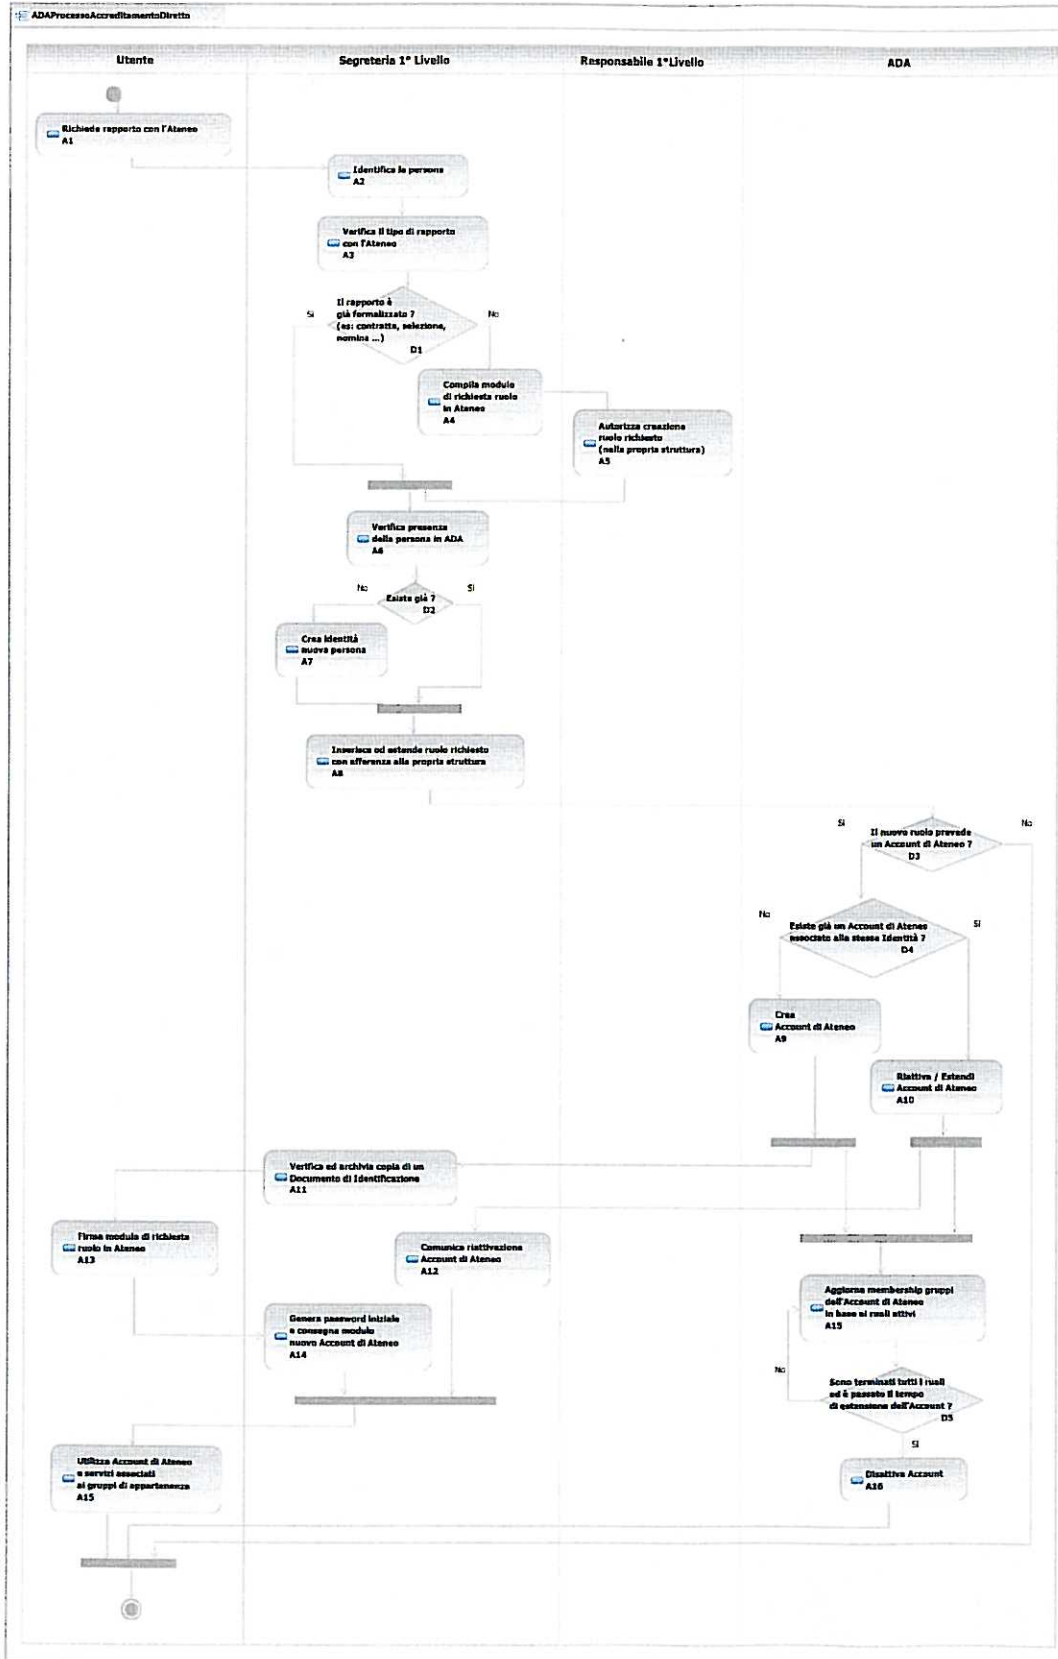 ADAProcessoAccreditamentoDiretto
Utente
Segreteria 1° Livello
Responsabile 1°Livello
ADA
Richiede rapporto con l'Ateneo
A1
Identifica la persona
A2
Verifica il tipo di rapporto
con l'Ateneo
A3
Il rapporto è
già formalizzato ?
(es: contratto, selezione,
nomina ...)
D1
Si
No
Compila modulo
di richiesta ruolo
in Ateneo
A4
Autorizza creazione
ruolo richiesto
(nella propria struttura)
A5
Verifica presenza
della persona in ADA
A6
No
Esiste già ?
D2
Si
Crea identità
nuova persona
A7
Inserisce od estende ruolo richiesto
con afferenza alla propria struttura
A8
Si
Il nuovo ruolo prevede
un Account di Ateneo ?
D3
No
No
Esiste già un Account di Ateneo
associato alla stessa Identità ?
D4
Si
Crea
Account di Ateneo
A9
Riattiva / Estendi
Account di Ateneo
A10
Verifica ed archivia copia di un
Documento di Identificazione
A11
Firma modulo di richiesta
ruolo in Ateneo
A13
Comunica riattivazione
Account di Ateneo
A12
Aggiorna membership gruppi
dell'Account di Ateneo
in base ai ruoli attivi
A15
Genera password iniziale
e consegna modulo
nuovo Account di Ateneo
A14
No
Sono terminati tutti i ruoli
ed è passato il tempo
di estensione dell'Account ?
D5
Si
Utilizza Account di Ateneo
e servizi associati
ai gruppi di appartenenza
A15
Disattiva Account
A16